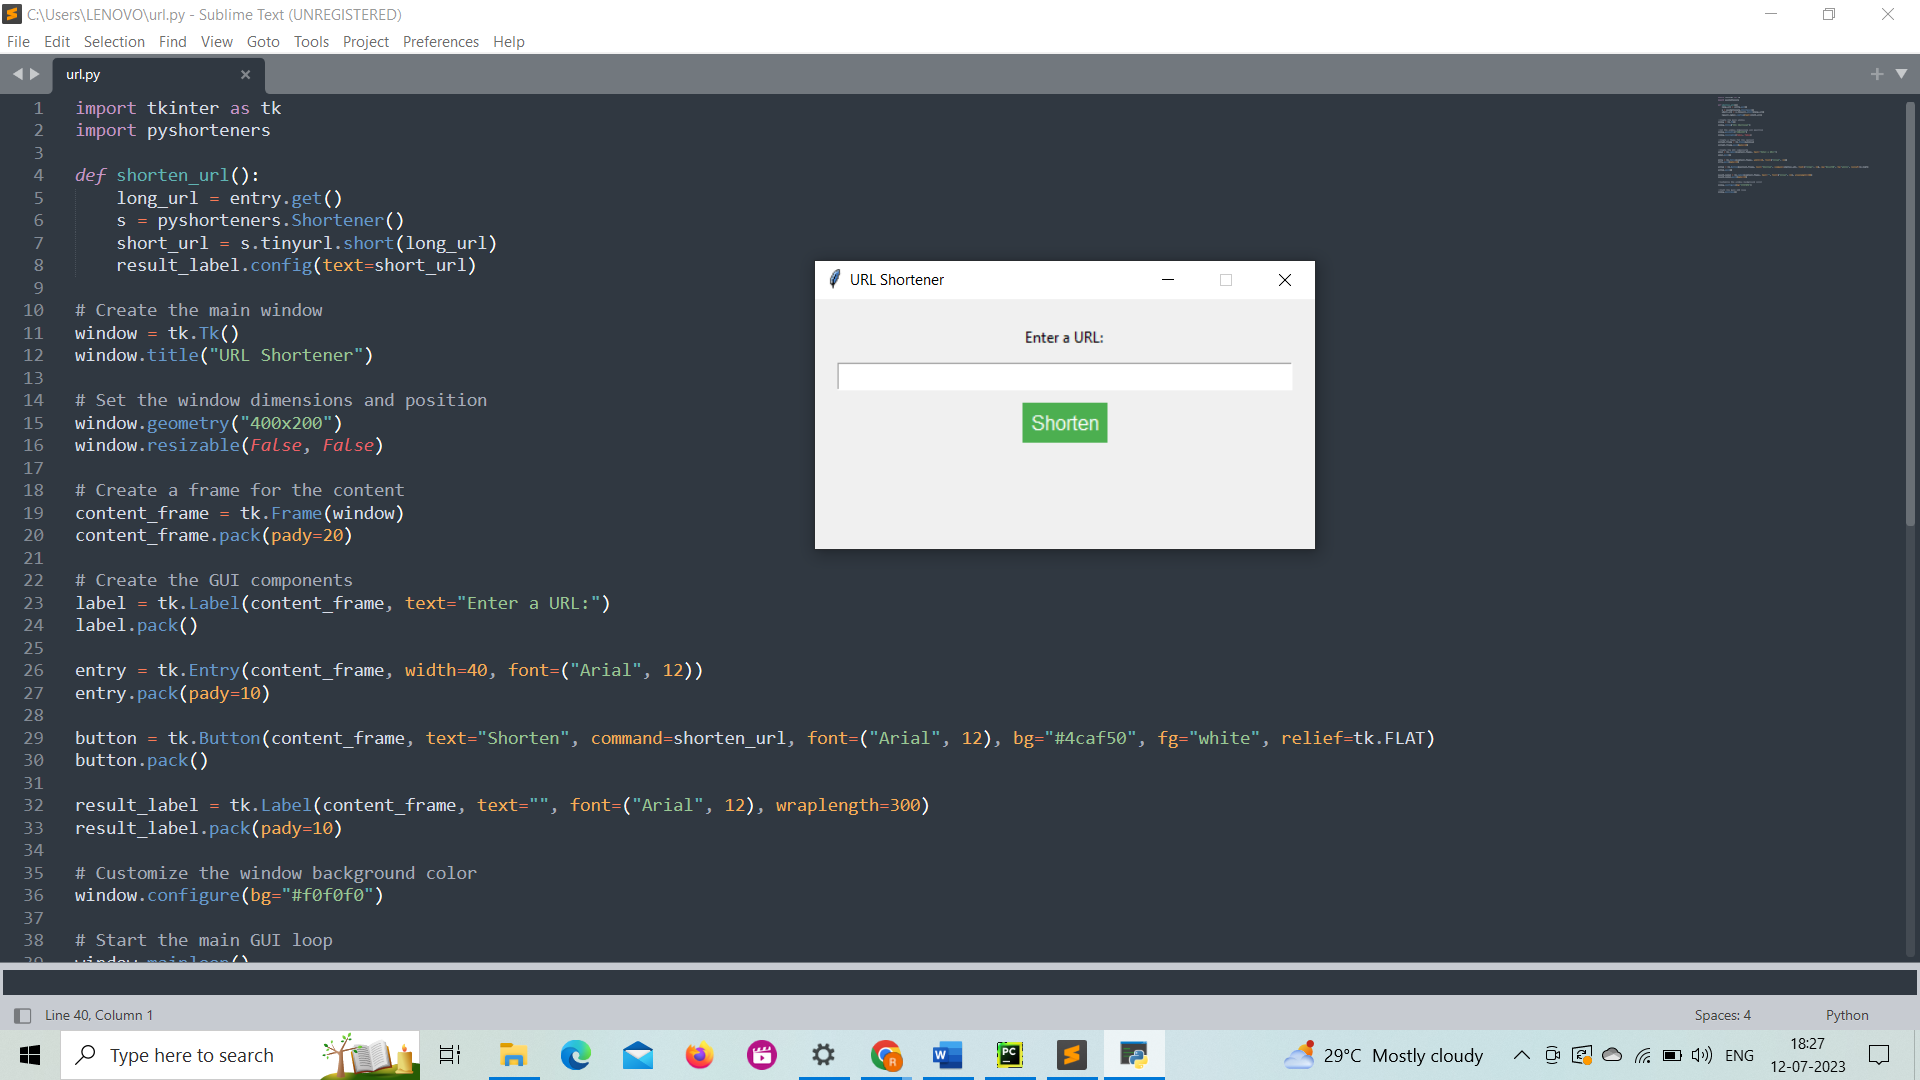 C:\Users\LENOVO\url.py - Sublime Text (UNREGISTERED)
File Edit Selection Find View Goto Tools Project Preferences Help
url.py
1 import tkinter as tk
2 import pyshorteners
3
4 def shorten_url():
5     long_url = entry.get()
6     s = pyshorteners.Shortener()
7     short_url = s.tinyurl.short(long_url)
8     result_label.config(text=short_url)
9
10 # Create the main window
11 window = tk.Tk()
12 window.title("URL Shortener")
13
14 # Set the window dimensions and position
15 window.geometry("400x200")
16 window.resizable(False, False)
17
18 # Create a frame for the content
19 content_frame = tk.Frame(window)
20 content_frame.pack(pady=20)
21
22 # Create the GUI components
23 label = tk.Label(content_frame, text="Enter a URL:")
24 label.pack()
25
26 entry = tk.Entry(content_frame, width=40, font=("Arial", 12))
27 entry.pack(pady=10)
28
29 button = tk.Button(content_frame, text="Shorten", command=shorten_url, font=("Arial", 12), bg="#4caf50", fg="white", relief=tk.FLAT)
30 button.pack()
31
32 result_label = tk.Label(content_frame, text="", font=("Arial", 12), wraplength=300)
33 result_label.pack(pady=10)
34
35 # Customize the window background color
36 window.configure(bg="#f0f0f0")
37
38 # Start the main GUI loop
39 window.mainloop()
URL Shortener
Enter a URL:
Shorten
Line 40, Column 1
Spaces: 4
Python
Type here to search
29°C Mostly cloudy
ENG
18:27
12-07-2023